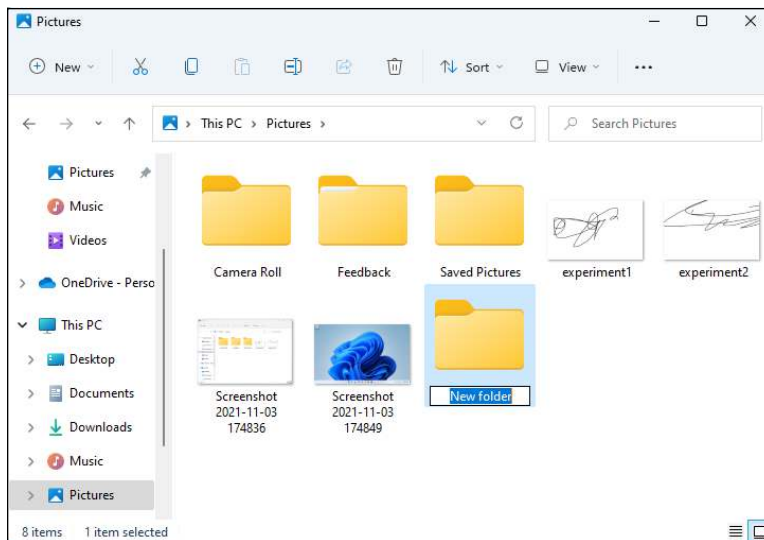 Pictures
New
Sort
View
This PC > Pictures >
Search Pictures
Pictures
Music
Videos
OneDrive - Perso
This PC
Desktop
Documents
Downloads
Music
Pictures
Camera Roll
Feedback
Saved Pictures
experiment1
experiment2
Screenshot
2021-11-03
174836
Screenshot
2021-11-03
174849
New folder
8 items
1 item selected